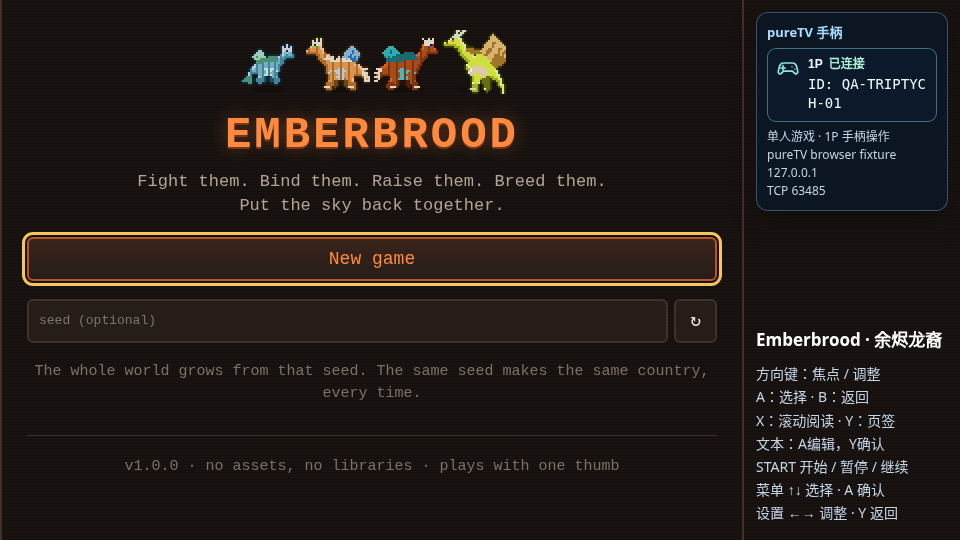 EMBERBROOD
Fight them. Bind them. Raise them. Breed them.
Put the sky back together.
New game
seed (optional)
↻
The whole world grows from that seed. The same seed makes the same country,
every time.
v1.0.0 · no assets, no libraries · plays with one thumb
pureTV 手柄
1P 已连接
ID: QA-TRIPTYC
H-01
单人游戏 · 1P 手柄操作
pureTV browser fixture
127.0.0.1
TCP 63485
Emberbrood · 余烬龙裔
方向键：焦点 / 调整
A：选择 · B：返回
X：滚动阅读 · Y：页签
文本：A编辑，Y确认
START 开始 / 暂停 / 继续
菜单 ↑↓ 选择 · A 确认
设置 ←→ 调整 · Y 返回